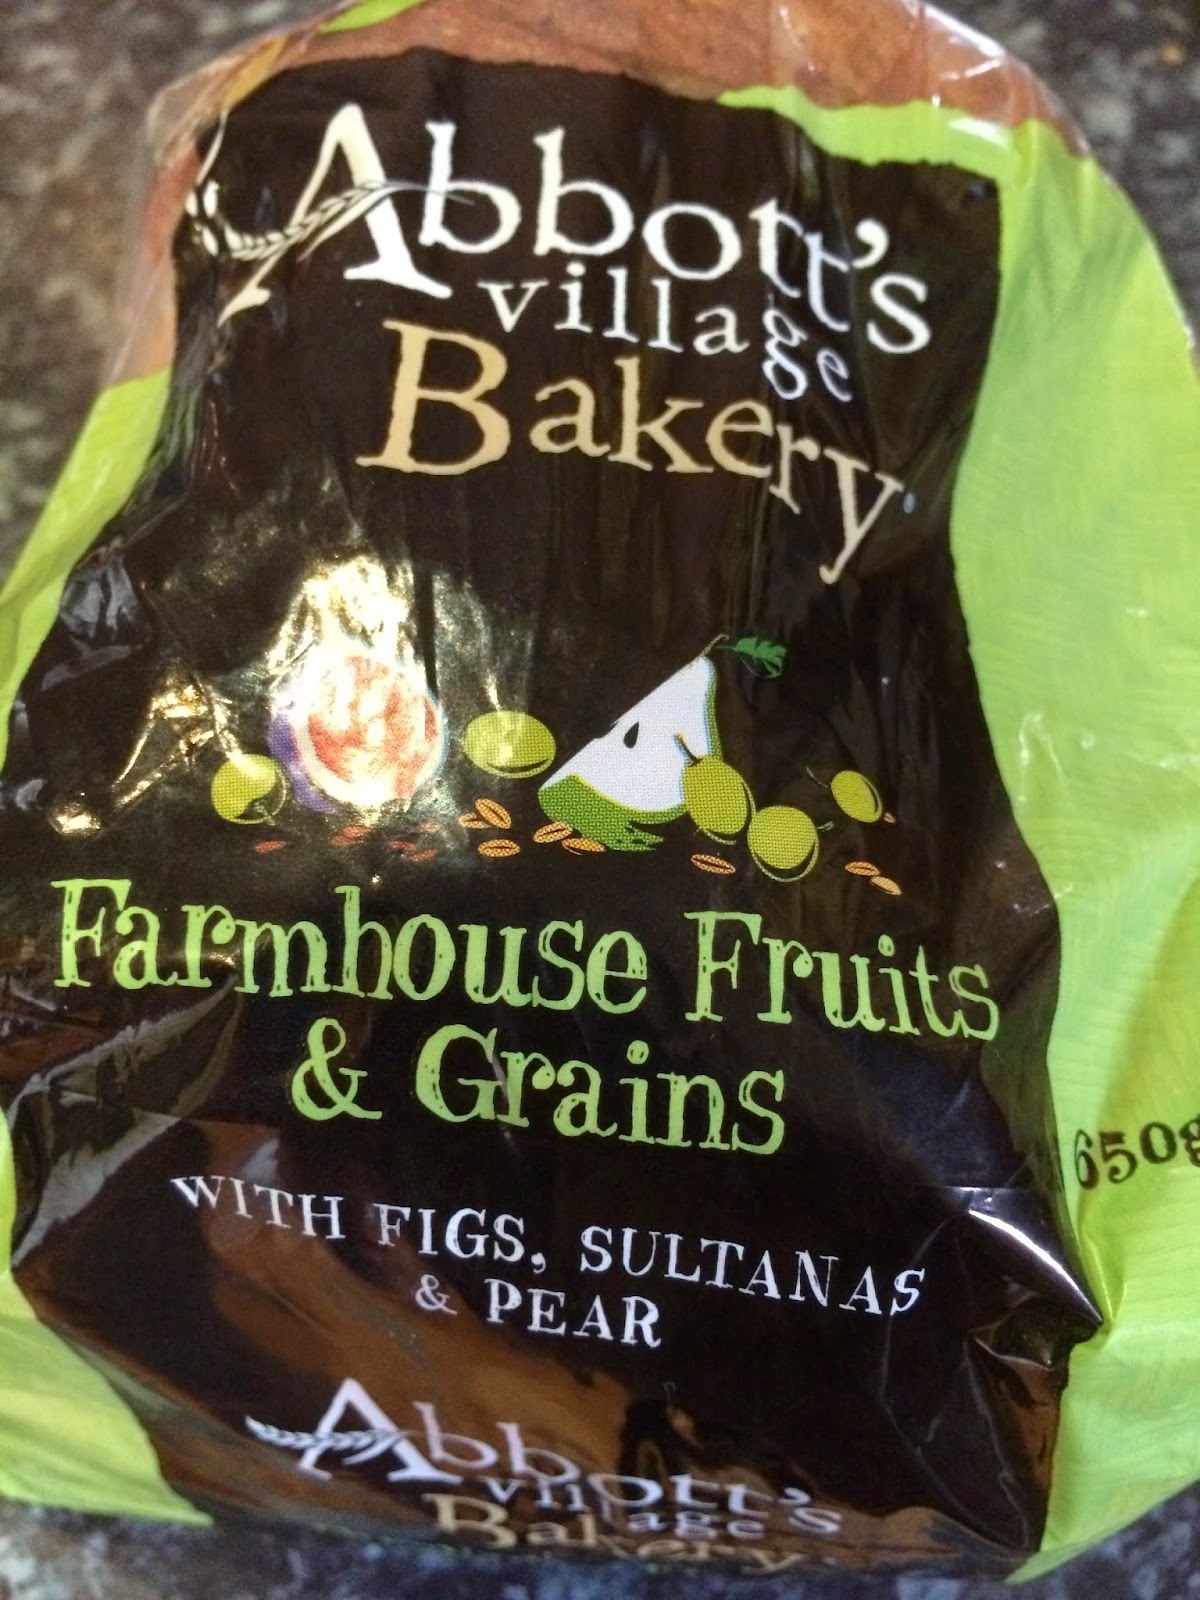 Abbott's
village
Bakery
Farmhouse Fruits
& Grains
650g
WITH FIGS, SULTANAS
& PEAR
Abbott's
village
Bakery